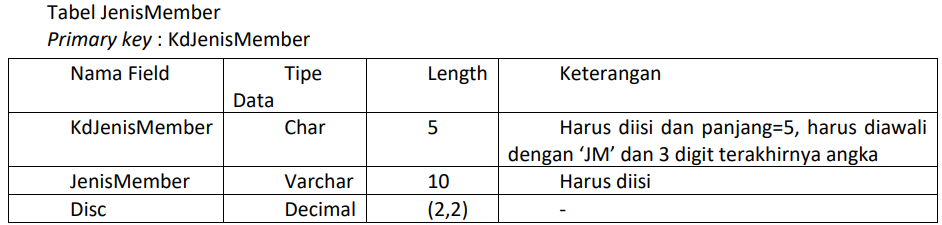 Tabel JenisMember
Primary key : KdJenisMember
Nama Field Tipe Data Length Keterangan
KdJenisMember Char 5 Harus diisi dan panjang=5, harus diawali
dengan ‘JM’ dan 3 digit terakhirnya angka
JenisMember Varchar 10 Harus diisi
Disc Decimal (2,2) -